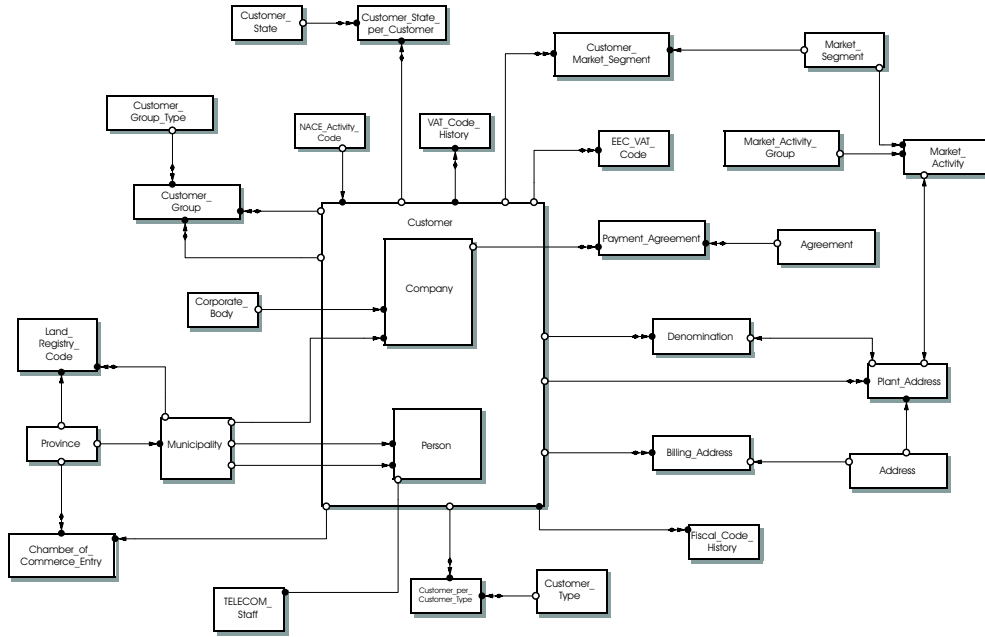 Customer_
State
Customer_State_
per_Customer
Customer_
Market_Segment
Market_
Segment
Customer_
Group_Type
NACE_Activity_
Code
VAT_Code_
History
EEC_VAT_
Code
Market_Activity_
Group
Market_
Activity
Customer_
Group
Customer
Payment_Agreement
Agreement
Company
Corporate_
Body
Land_
Registry_
Code
Denomination
Plant_Address
Province
Municipality
Person
Billing_Address
Address
Chamber_of_
Commerce_Entry
Fiscal_Code_
History
TELECOM_
Staff
Customer_per_
Customer_Type
Customer_
Type